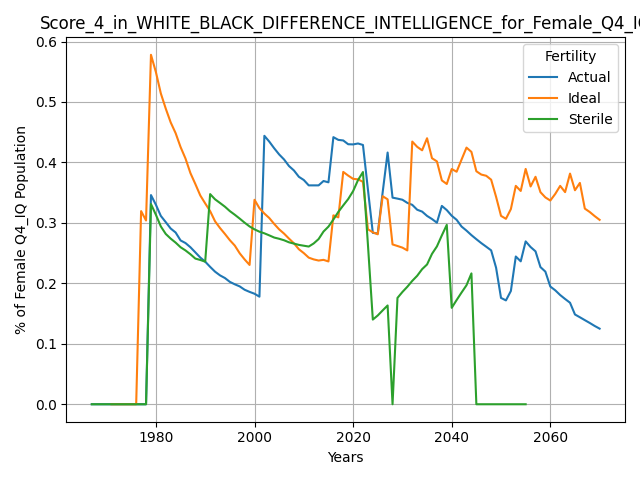 Score_4_in_WHITE_BLACK_DIFFERENCE_INTELLIGENCE_for_Female_Q4_IQ
Fertility
Actual
Ideal
Sterile
% of Female Q4_IQ Population
0.6
0.5
0.4
0.3
0.2
0.1
0.0
1980 2000 2020 2040 2060
Years